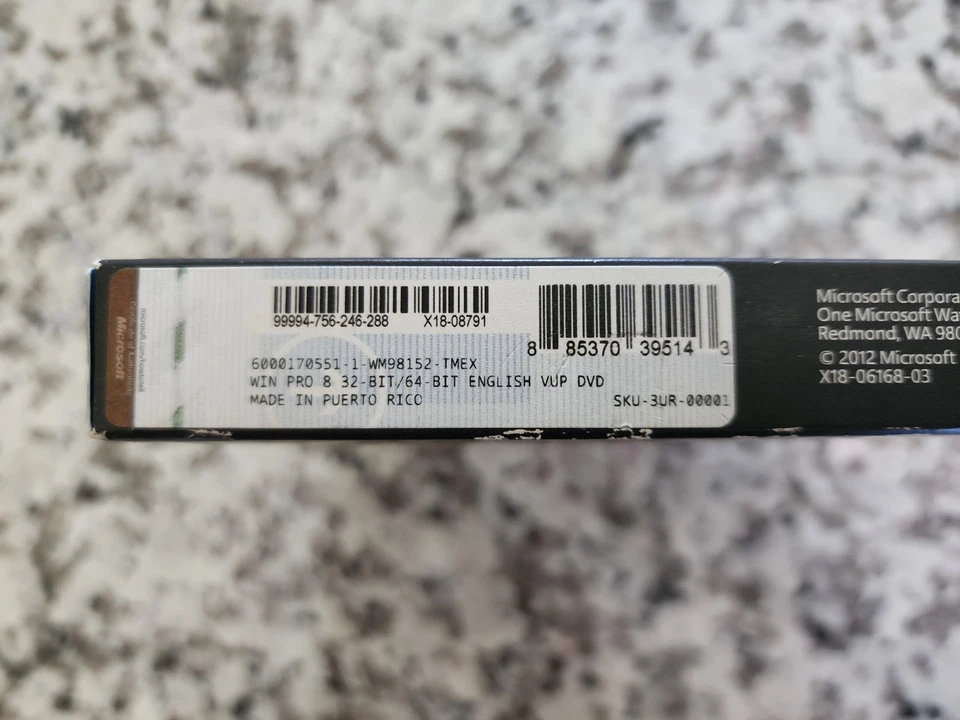 99994-756-246-288 X18-08791
8 85370 39514 3
6000170551-1-WM98152-TMEX
WIN PRO 8 32-BIT/64-BIT ENGLISH VUP DVD
MADE IN PUERTO RICO SKU-3UR-00001
Microsoft
Microsoft Corpora
One Microsoft Wa
Redmond, WA 980
© 2012 Microsoft
X18-06168-03